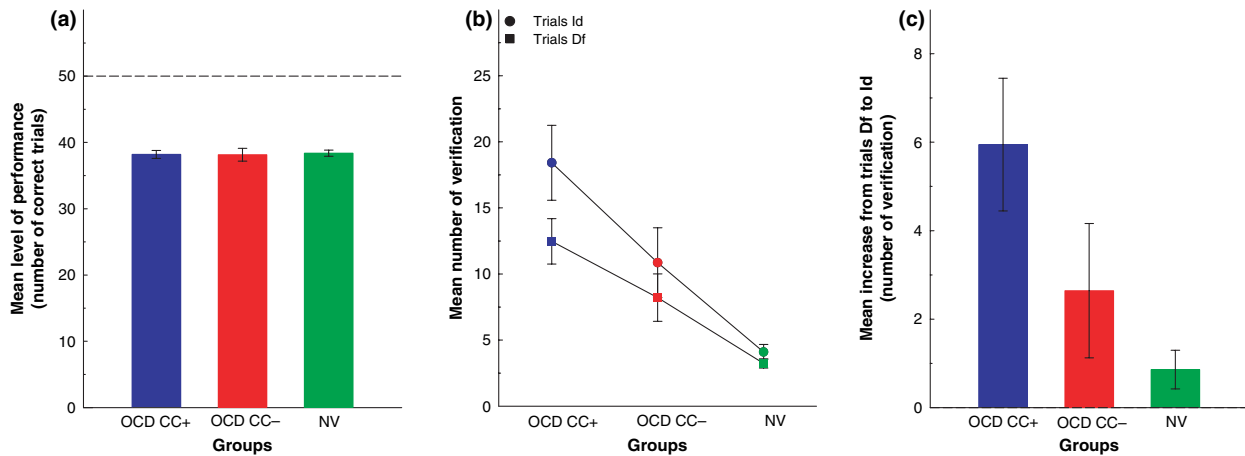 (a)
Mean level of performance
(number of correct trials)
50
40
30
20
10
0
OCD CC+ OCD CC– NV
Groups
(b)
Trials Id
Trials Df
Mean number of verification
25
20
15
10
5
0
OCD CC+ OCD CC– NV
Groups
(c)
Mean increase from trials Df to Id
(number of verification)
8
6
4
2
0
OCD CC+ OCD CC– NV
Groups